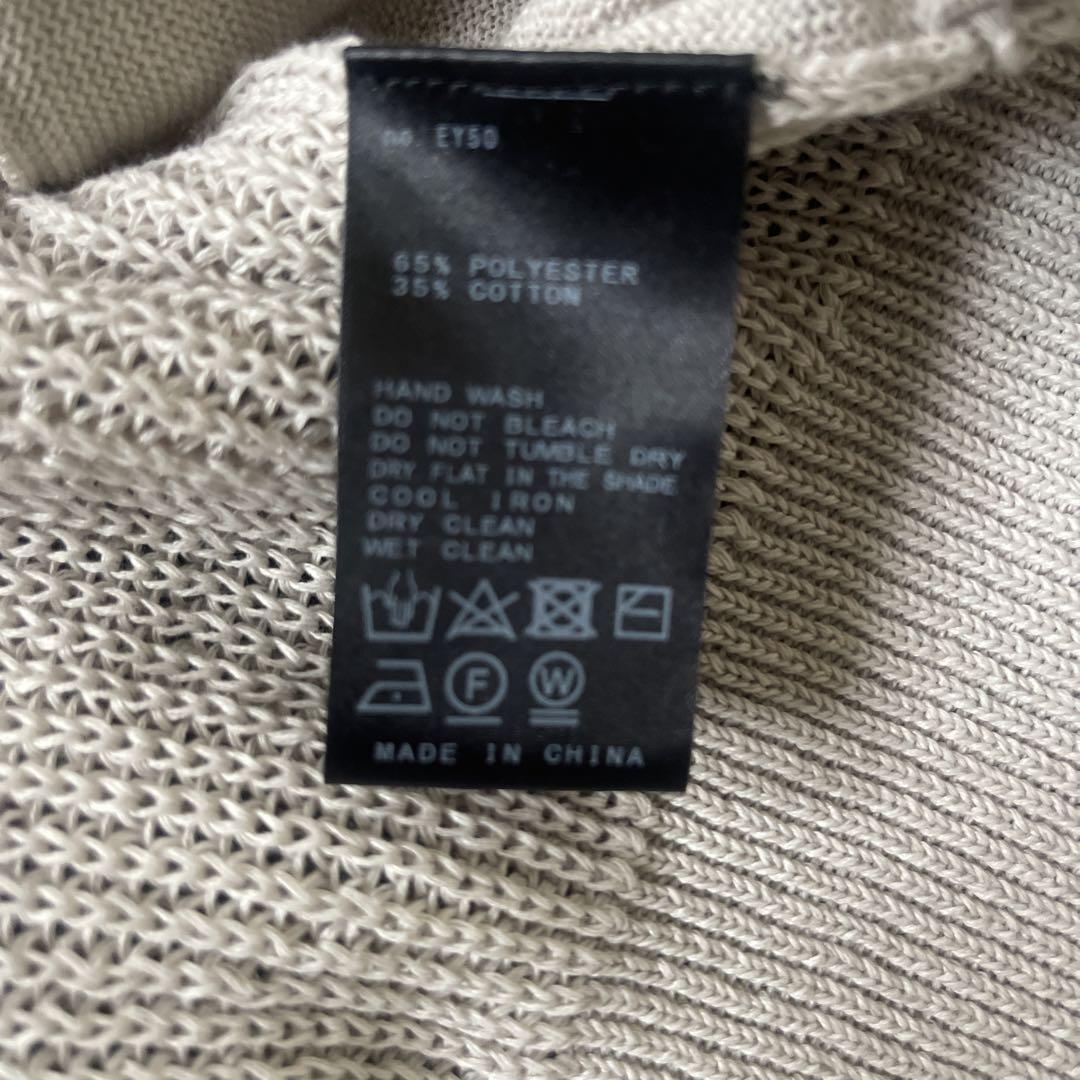 no. EY50
65% POLYESTER
35% COTTON
HAND WASH
DO NOT BLEACH
DO NOT TUMBLE DRY
DRY FLAT IN THE SHADE
COOL IRON
DRY CLEAN
WET CLEAN
F W
MADE IN CHINA